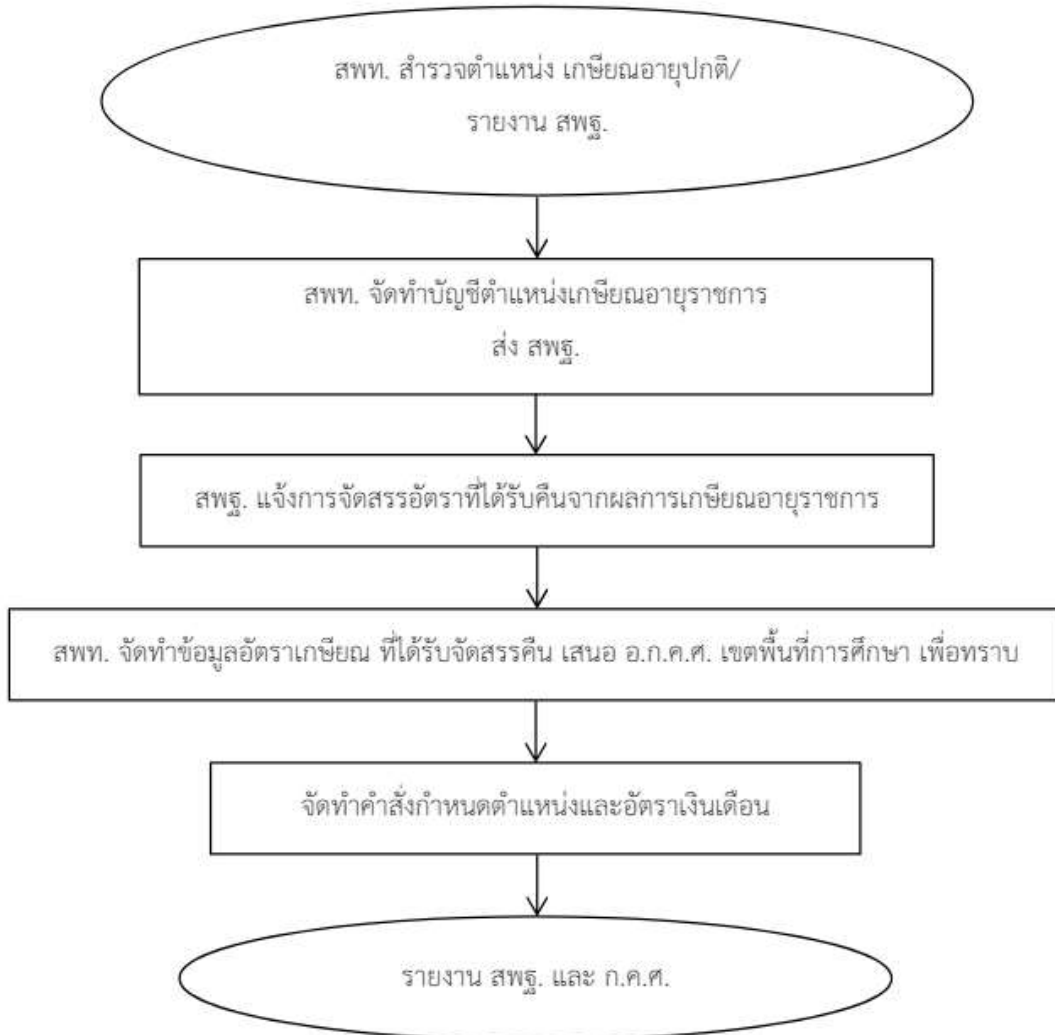 สพท. สำรวจตำแหน่ง เกษียณอายุปกติ/
รายงาน สพฐ.
สพท. จัดทำบัญชีตำแหน่งเกษียณอายุราชการ
ส่ง สพฐ.
สพฐ. แจ้งการจัดสรรอัตราที่ได้รับคืนจากผลการเกษียณอายุราชการ
สพท. จัดทำข้อมูลอัตราเกษียณ ที่ได้รับจัดสรรคืน เสนอ อ.ก.ค.ศ. เขตพื้นที่การศึกษา เพื่อทราบ
จัดทำคำสั่งกำหนดตำแหน่งและอัตราเงินเดือน
รายงาน สพฐ. และ ก.ค.ศ.